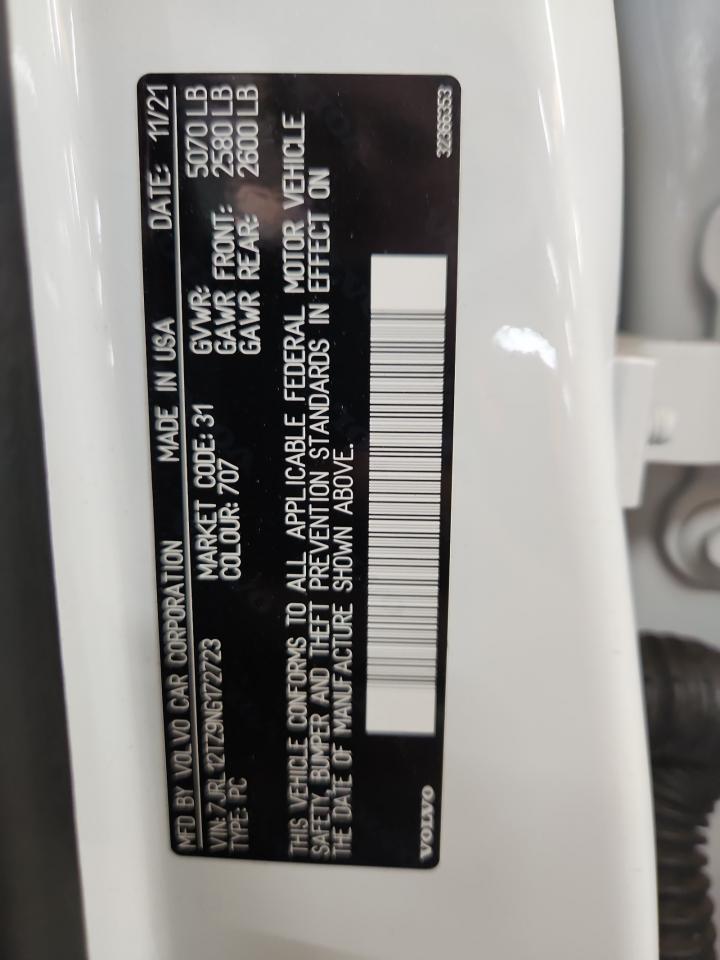 MFD BY VOLVO CAR CORPORATION MADE IN USA DATE: 11/21
VIN: 7JRL12TZ9NG172723 MARKET CODE: 31 GVWR: 5070 LB
TYPE: PC COLOUR: 707 GAWR FRONT: 2580 LB
GAWR REAR: 2600 LB
THIS VEHICLE CONFORMS TO ALL APPLICABLE FEDERAL MOTOR VEHICLE
SAFETY, BUMPER AND THEFT PREVENTION STANDARDS IN EFFECT ON
THE DATE OF MANUFACTURE SHOWN ABOVE.
VOLVO 32366353